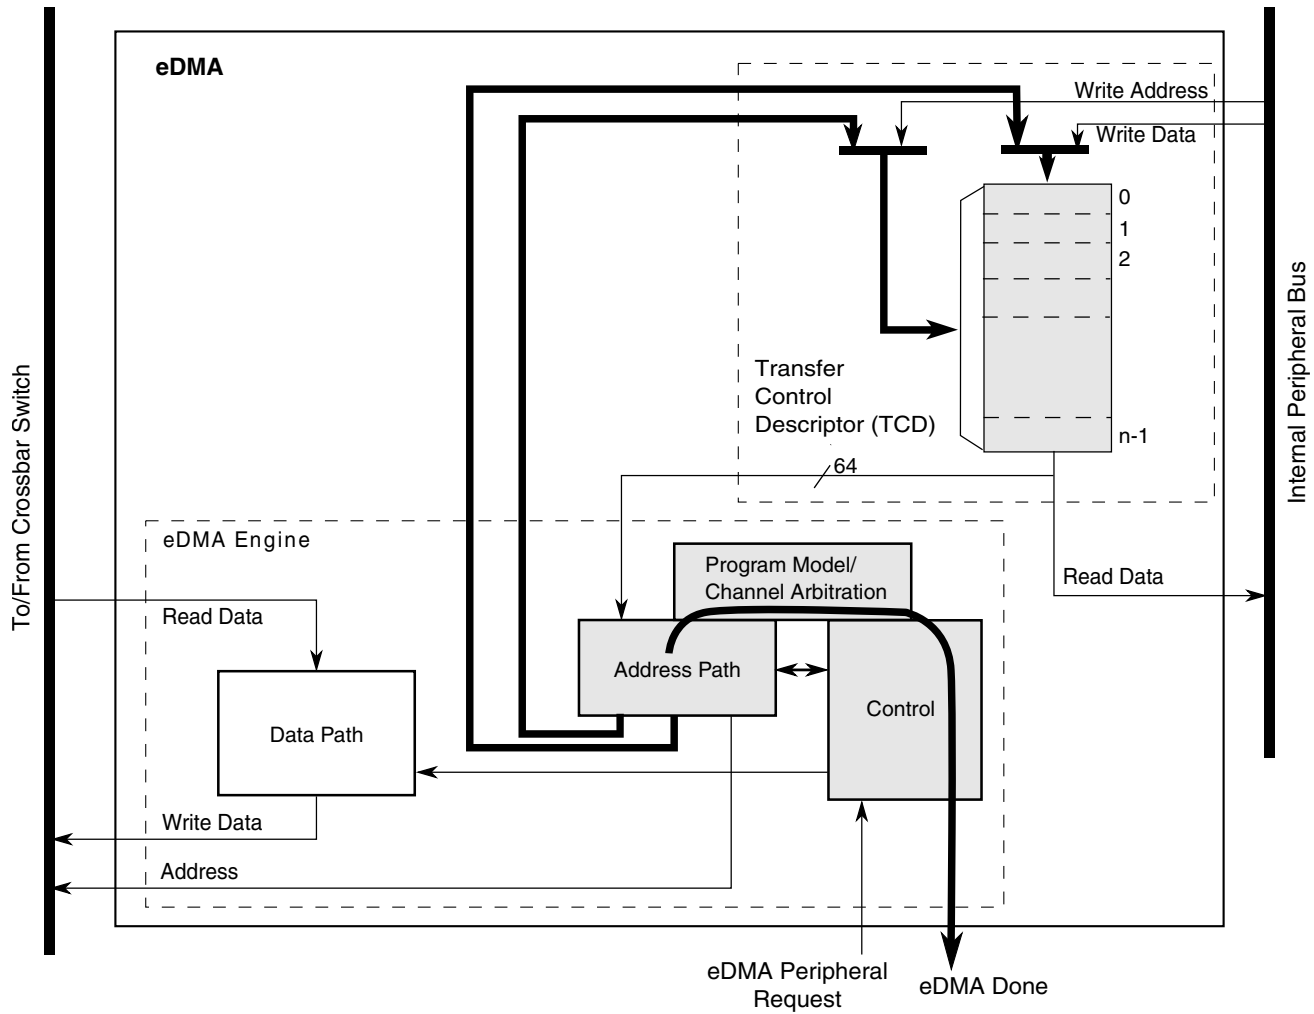 eDMA
Write Address
Write Data
0
1
2
n-1
Transfer
Control
Descriptor (TCD)
64
To/From Crossbar Switch
Internal Peripheral Bus
eDMA Engine
Program Model/
Channel Arbitration
Read Data
Read Data
Address Path
Control
Data Path
Write Data
Address
eDMA Peripheral
Request
eDMA Done